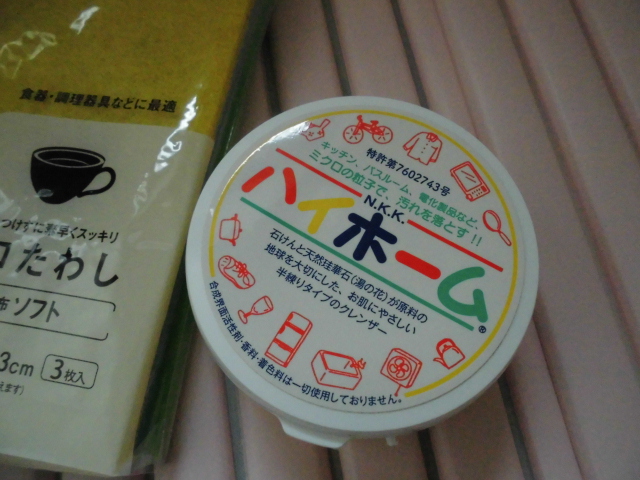 食器・調理器具などに最適
つけずに素早くスッキリ
たわし
ソフト
3cm 3枚入
えます)
特許第7602743号
キッチン、バスルーム、電化製品など、
ミクロの粒子で、汚れを落とす!!
N.K.K.
ハイホーム®
石けんと天然珪華石(湯の花)が原料の
地球を大切にした、お肌にやさしい
半練りタイプのクレンザー
合成界面活性剤・香料・着色料は一切使用しておりません。